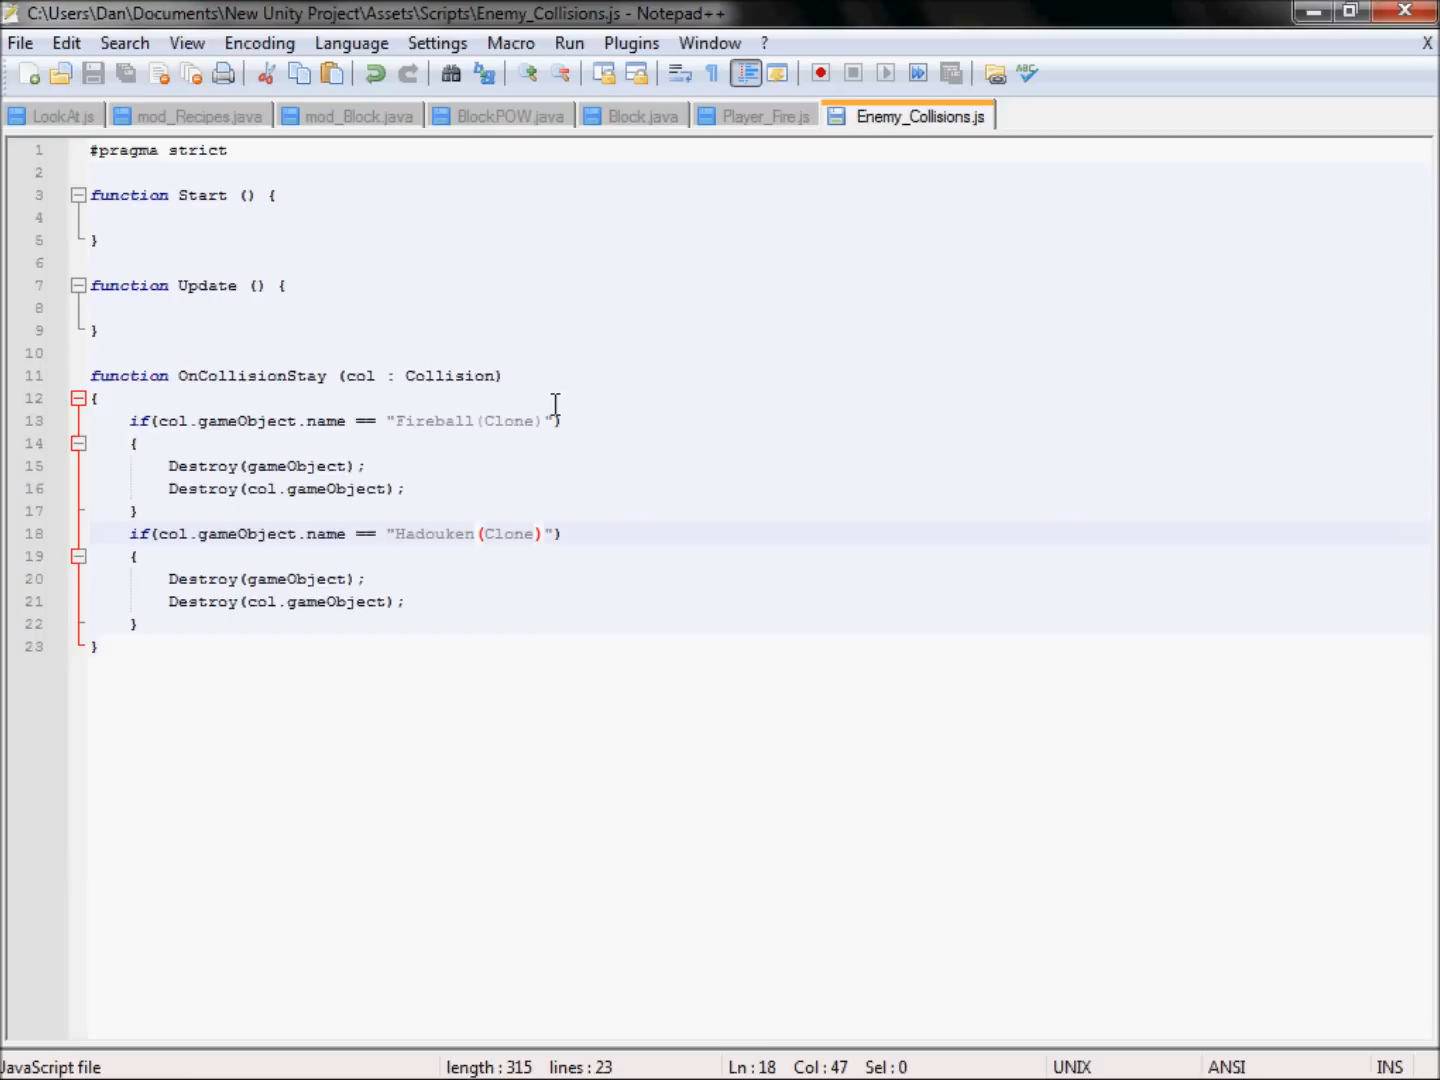 C:\Users\Dan\Documents\New Unity Project\Assets\Scripts\Enemy_Collisions.js - Notepad++
File Edit Search View Encoding Language Settings Macro Run Plugins Window ? X
LookAt.js mod_Recipes.java mod_Block.java BlockPOW.java Block.java Player_Fire.js Enemy_Collisions.js
1 #pragma strict
2
3 function Start () {
4
5 }
6
7 function Update () {
8
9 }
10
11 function OnCollisionStay (col : Collision)
12 {
13 if(col.gameObject.name == "Fireball(Clone)")
14 {
15 Destroy(gameObject);
16 Destroy(col.gameObject);
17 }
18 if(col.gameObject.name == "Hadouken(Clone)")
19 {
20 Destroy(gameObject);
21 Destroy(col.gameObject);
22 }
23 }
JavaScript file length : 315 lines : 23 Ln : 18 Col : 47 Sel : 0 UNIX ANSI INS